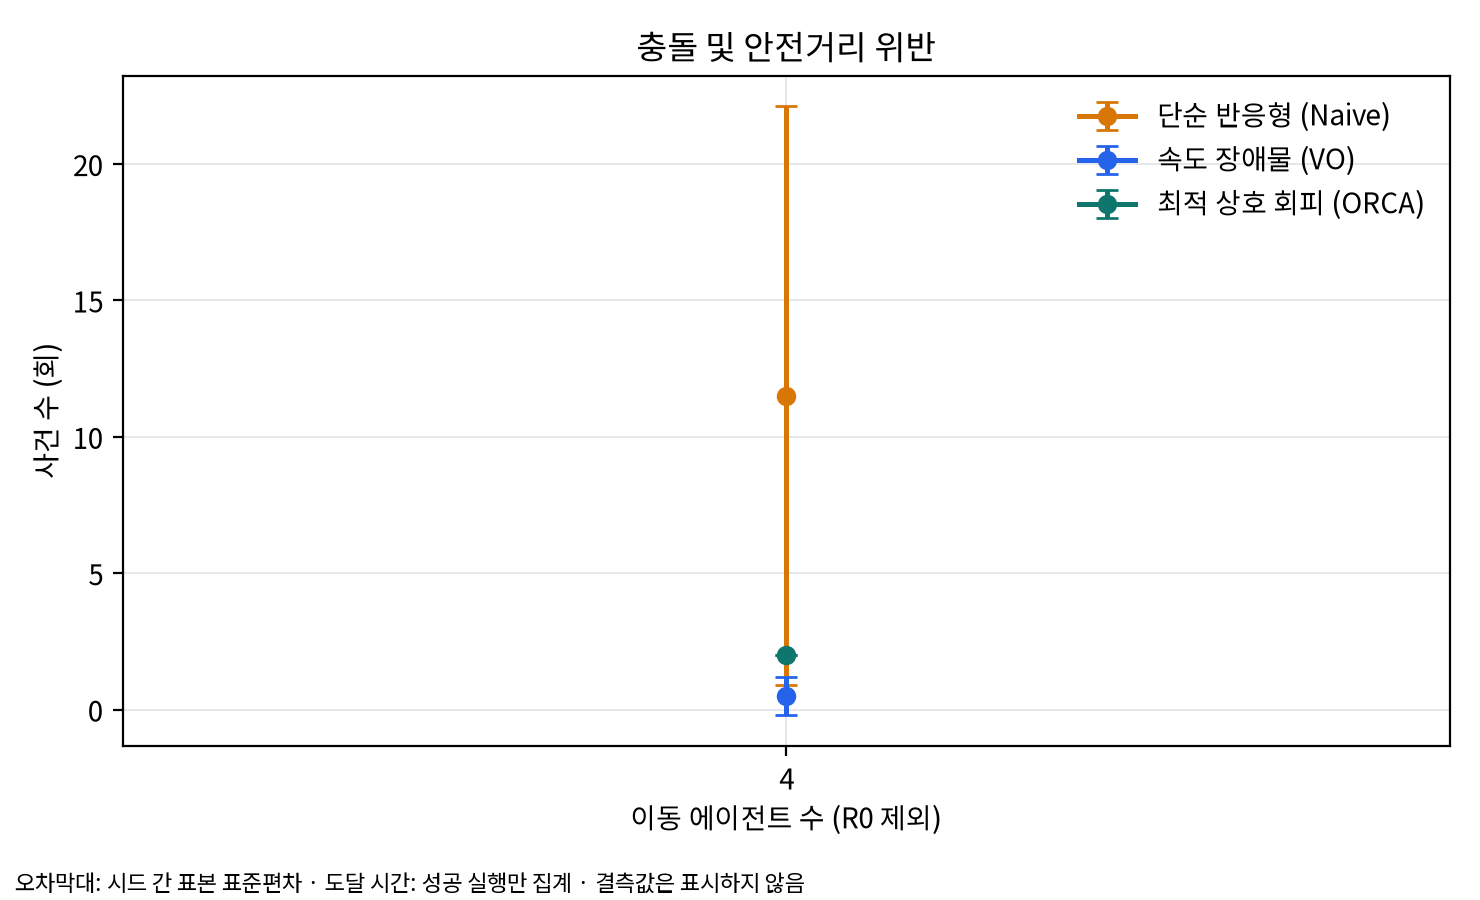 충돌 및 안전거리 위반
단순 반응형 (Naive)
속도 장애물 (VO)
최적 상호 회피 (ORCA)
사건 수 (회)
20
15
10
5
0
4
이동 에이전트 수 (R0 제외)
오차막대: 시드 간 표본 표준편차 · 도달 시간: 성공 실행만 집계 · 결측값은 표시하지 않음